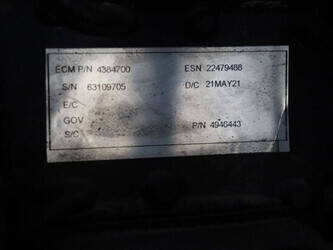 ECM P/N 4384700 ESN 22479488
S/N 63109705 D/C 21MAY21
E/C
GOV
S/C P/N 4946443